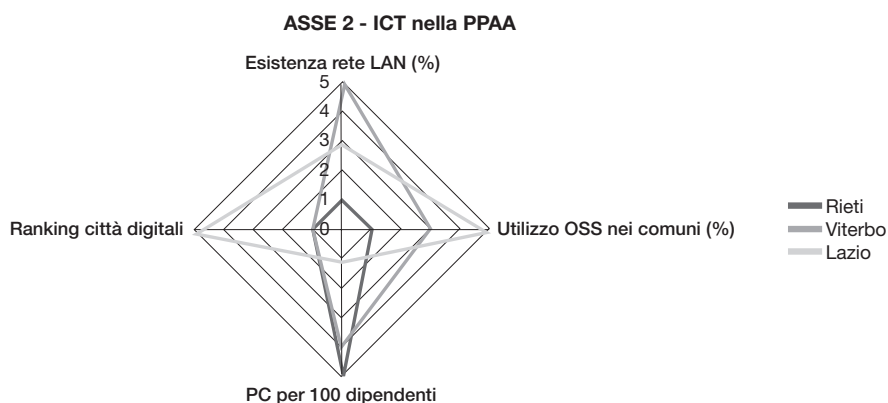 ASSE 2 - ICT nella PPAA
Esistenza rete LAN (%)
5
4
3
2
1
0
Ranking città digitali
Utilizzo OSS nei comuni (%)
PC per 100 dipendenti
Rieti
Viterbo
Lazio